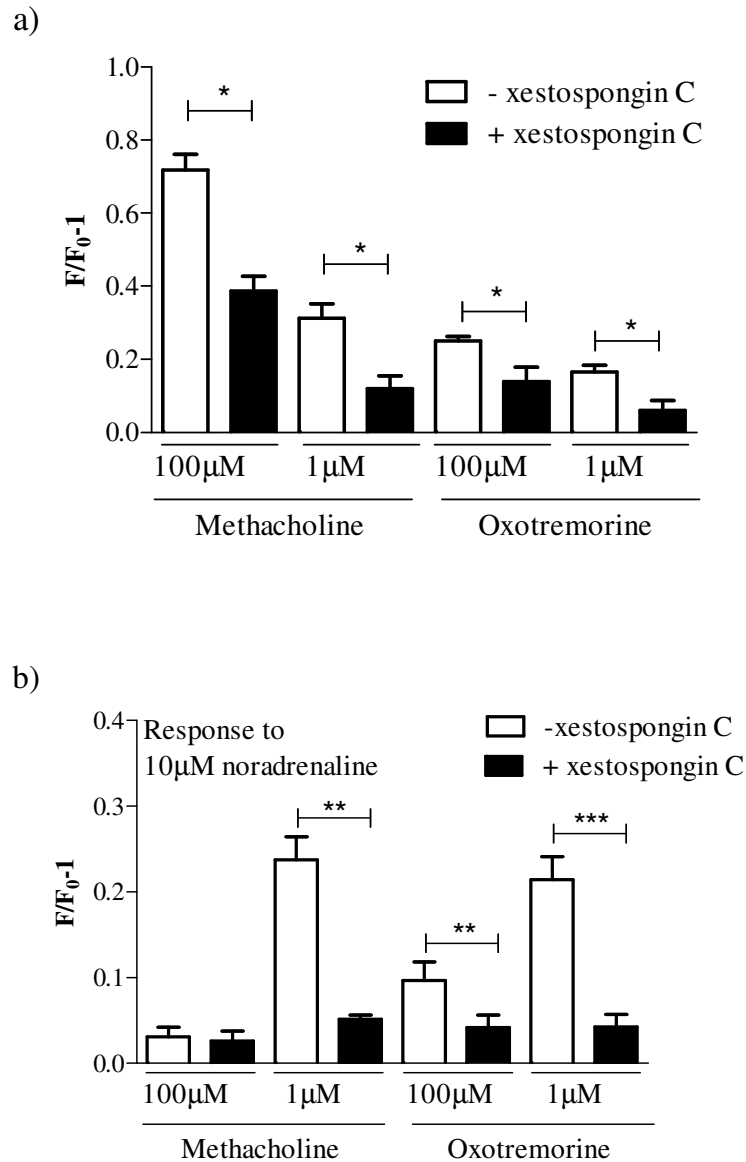 a)
1.0
0.8
0.6
0.4
0.2
0.0
F/F₀-1
- xestospongin C
+ xestospongin C
*
*
*
*
100μM 1μM 100μM 1μM
Methacholine Oxotremorine
b)
0.4
0.3
0.2
0.1
0.0
F/F₀-1
Response to
10μM noradrenaline
-xestospongin C
+ xestospongin C
**
**
***
100μM 1μM 100μM 1μM
Methacholine Oxotremorine